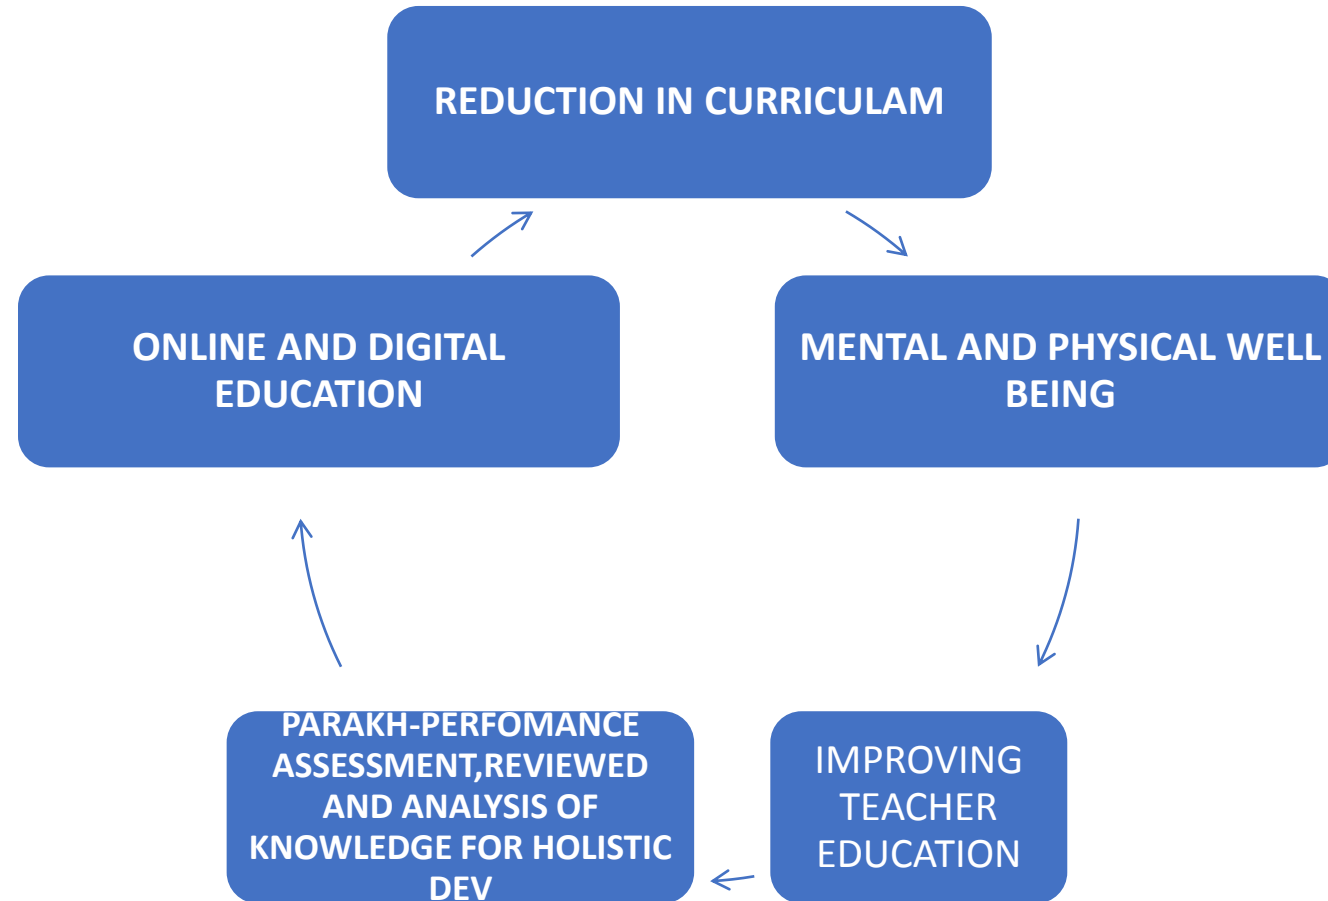 REDUCTION IN CURRICULAM
ONLINE AND DIGITAL
EDUCATION
MENTAL AND PHYSICAL WELL
BEING
PARAKH-PERFOMANCE
ASSESSMENT,REVIEWED
AND ANALYSIS OF
KNOWLEDGE FOR HOLISTIC
DEV
IMPROVING
TEACHER
EDUCATION